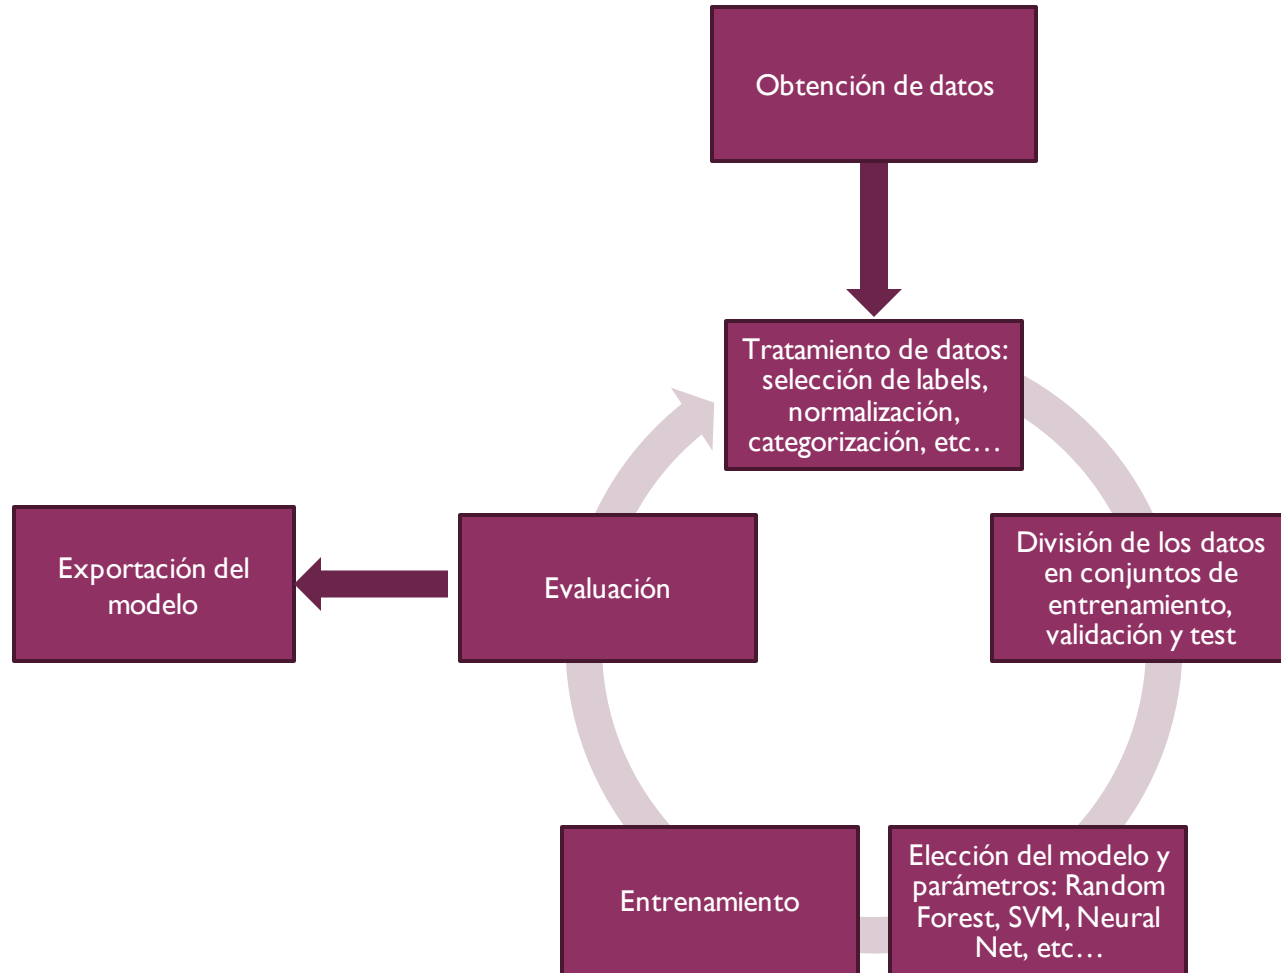 Obtención de datos
Tratamiento de datos:
selección de labels,
normalización,
categorización, etc…
División de los datos
en conjuntos de
entrenamiento,
validación y test
Elección del modelo y
parámetros: Random
Forest, SVM, Neural
Net, etc…
Entrenamiento
Evaluación
Exportación del
modelo